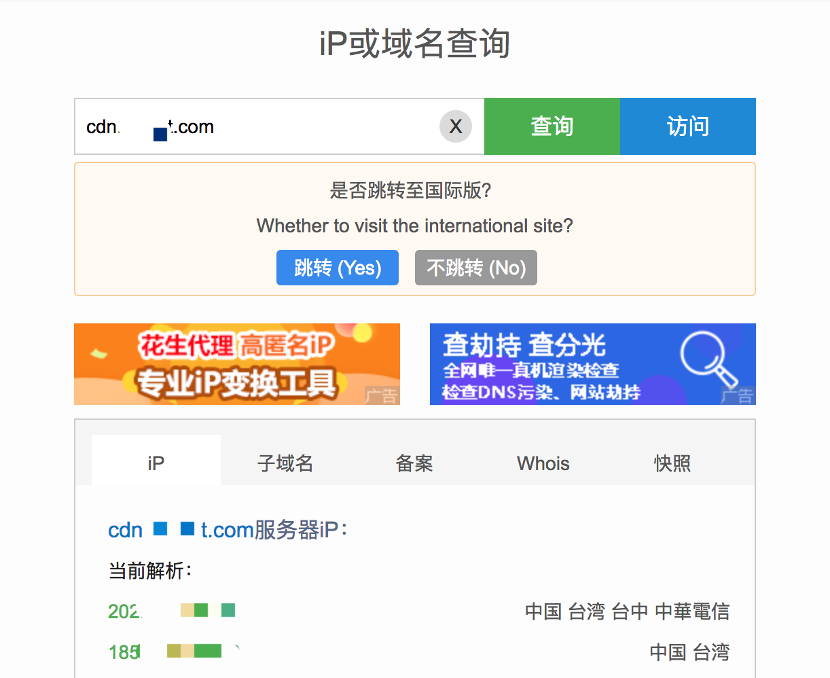 iP或域名查询
cdn. t.com X 查询 访问
是否跳转至国际版?
Whether to visit the international site?
跳转 (Yes) 不跳转 (No)
花生代理 高匿名iP
专业iP变换工具
广告
查劫持 查分光
全网唯一真机渲染检查
检查DNS污染、网站劫持
广告
iP 子域名 备案 Whois 快照
cdn t.com服务器iP：
当前解析：
202. 中国 台湾 台中 中華電信
185 中国 台湾